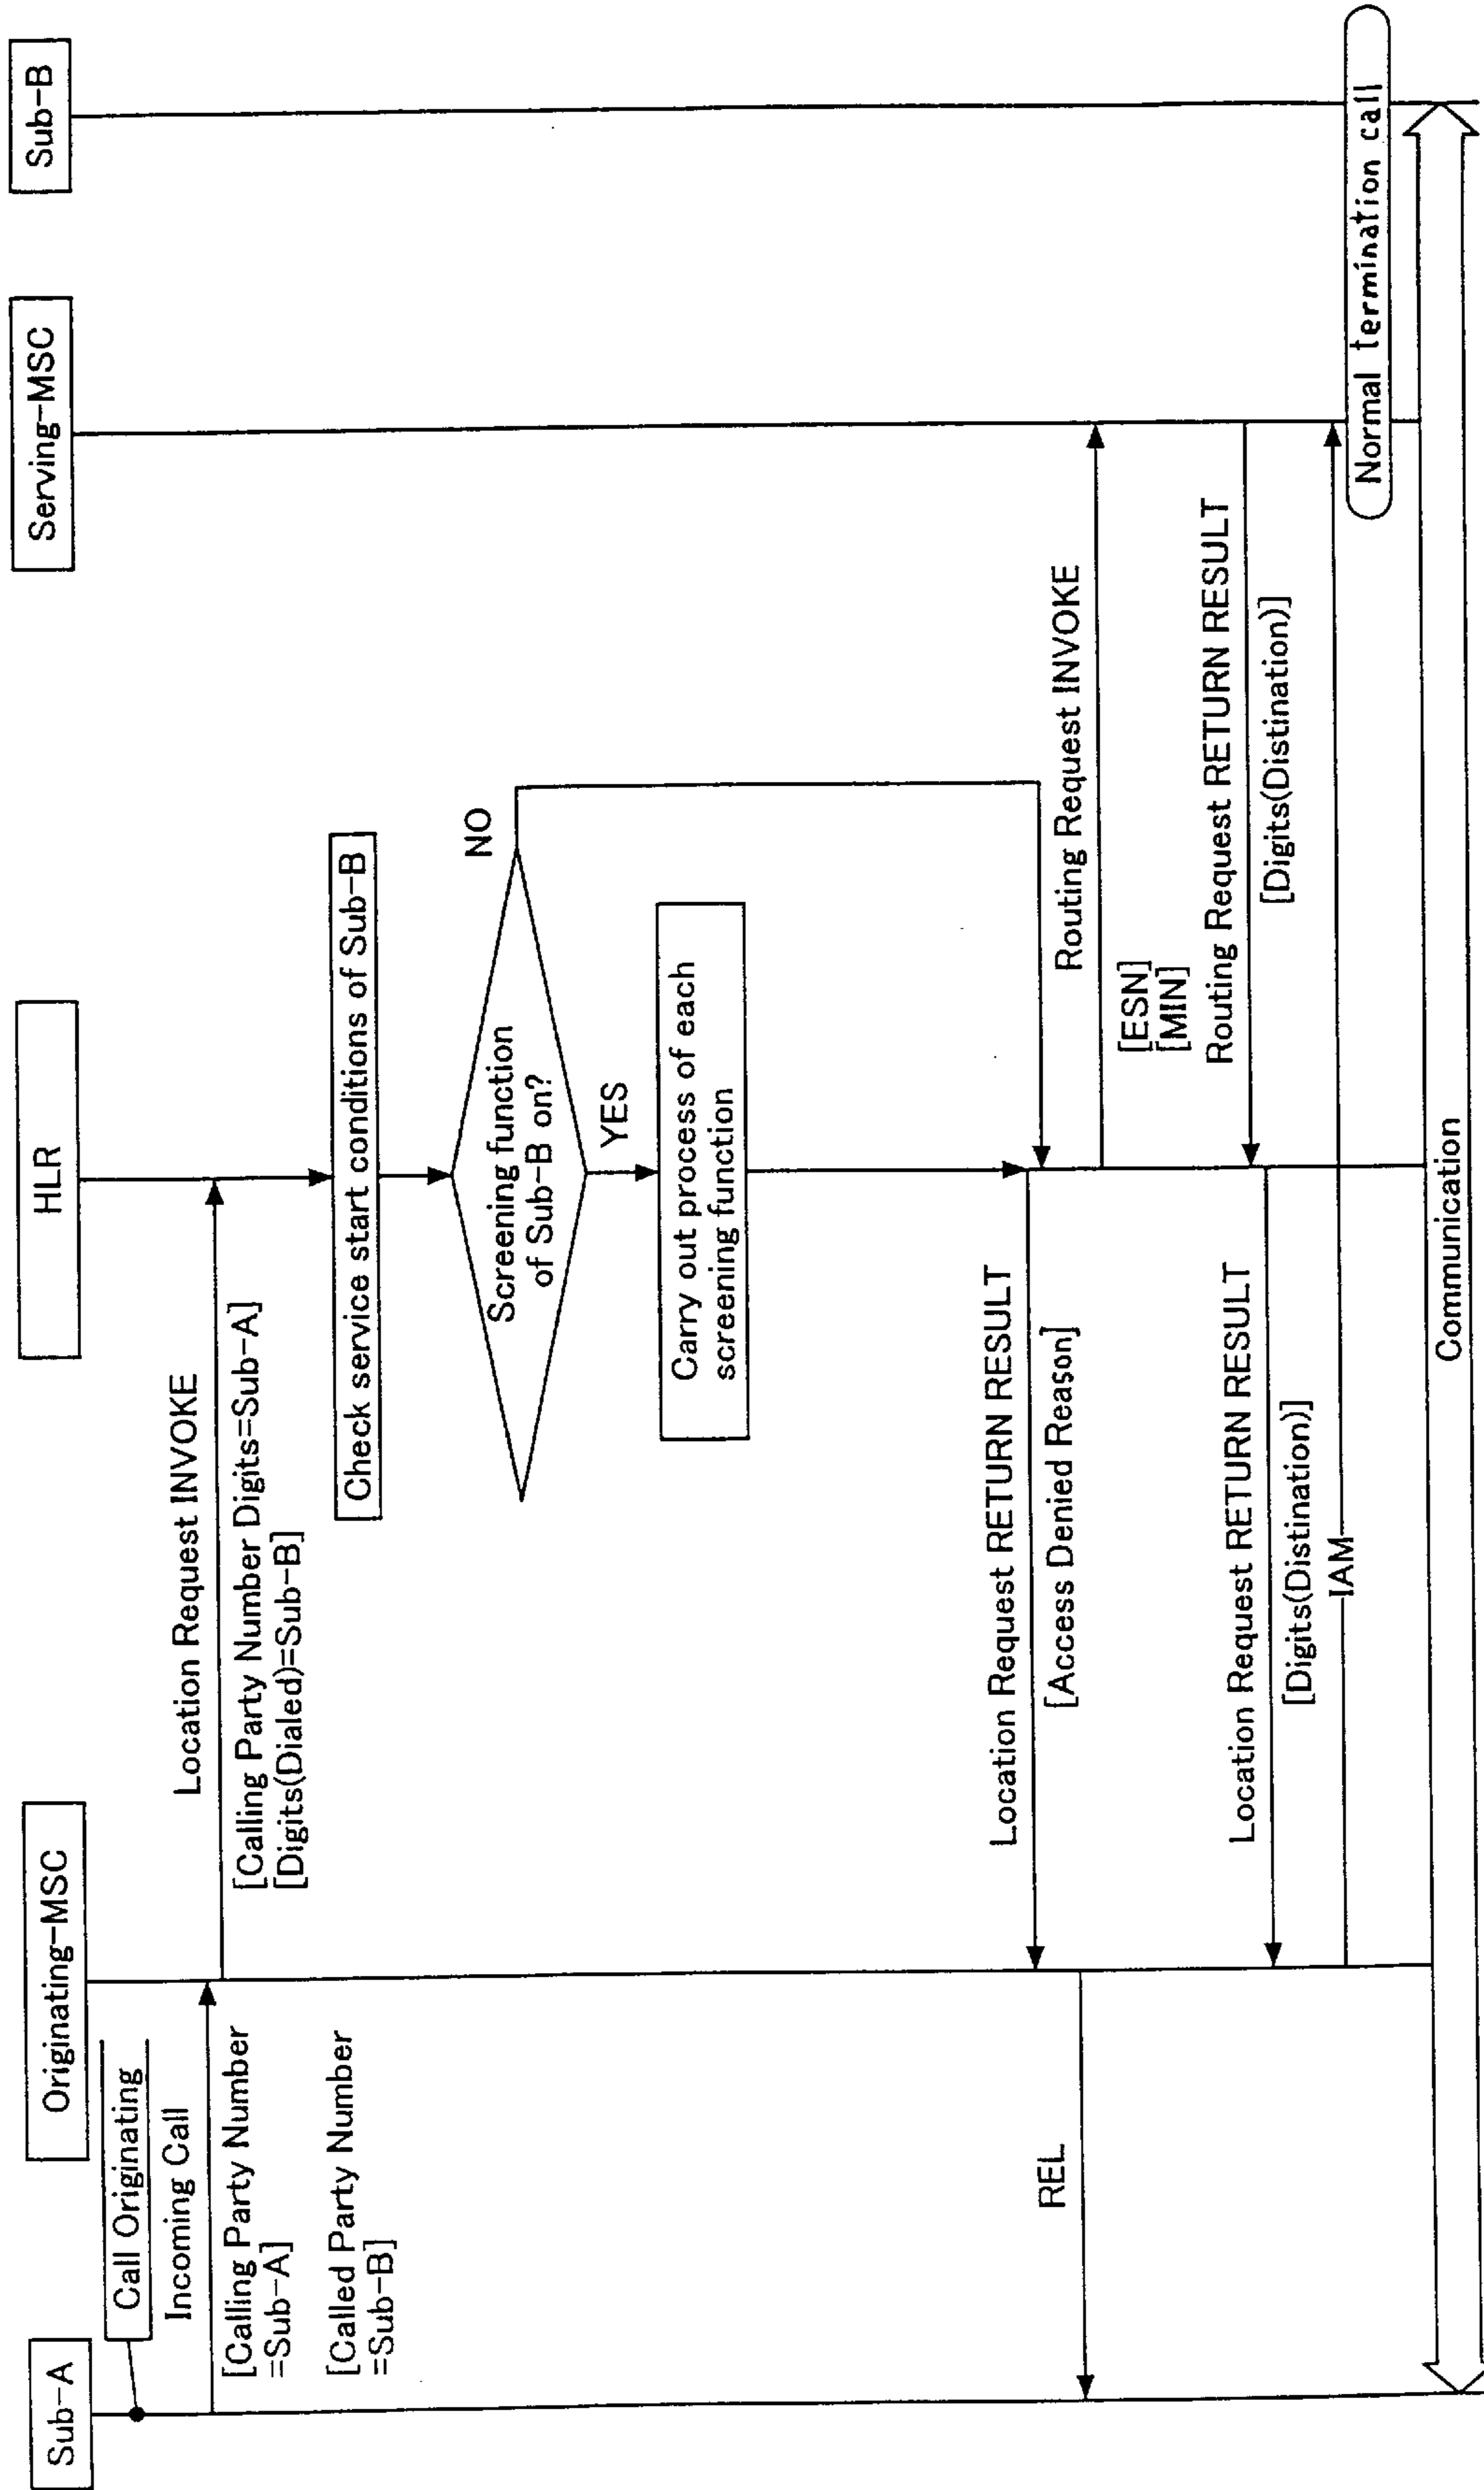 Sub-A
Originating-MSC
HLR
Serving-MSC
Sub-B
Call Originating
Incoming Call
[Calling Party Number
=Sub-A]
[Called Party Number
=Sub-B]
Location Request INVOKE
[Calling Party Number Digits=Sub-A]
[Digits(Dialed)=Sub-B]
Check service start conditions of Sub-B
Screening function
of Sub-B on?
NO
YES
Carry out process of each
screening function
Location Request RETURN RESULT
[Access Denied Reason]
REL
Routing Request INVOKE
[ESN]
[MIN]
Routing Request RETURN RESULT
[Digits(Distination)]
Location Request RETURN RESULT
[Digits(Distination)]
IAM
Normal termination call
Communication